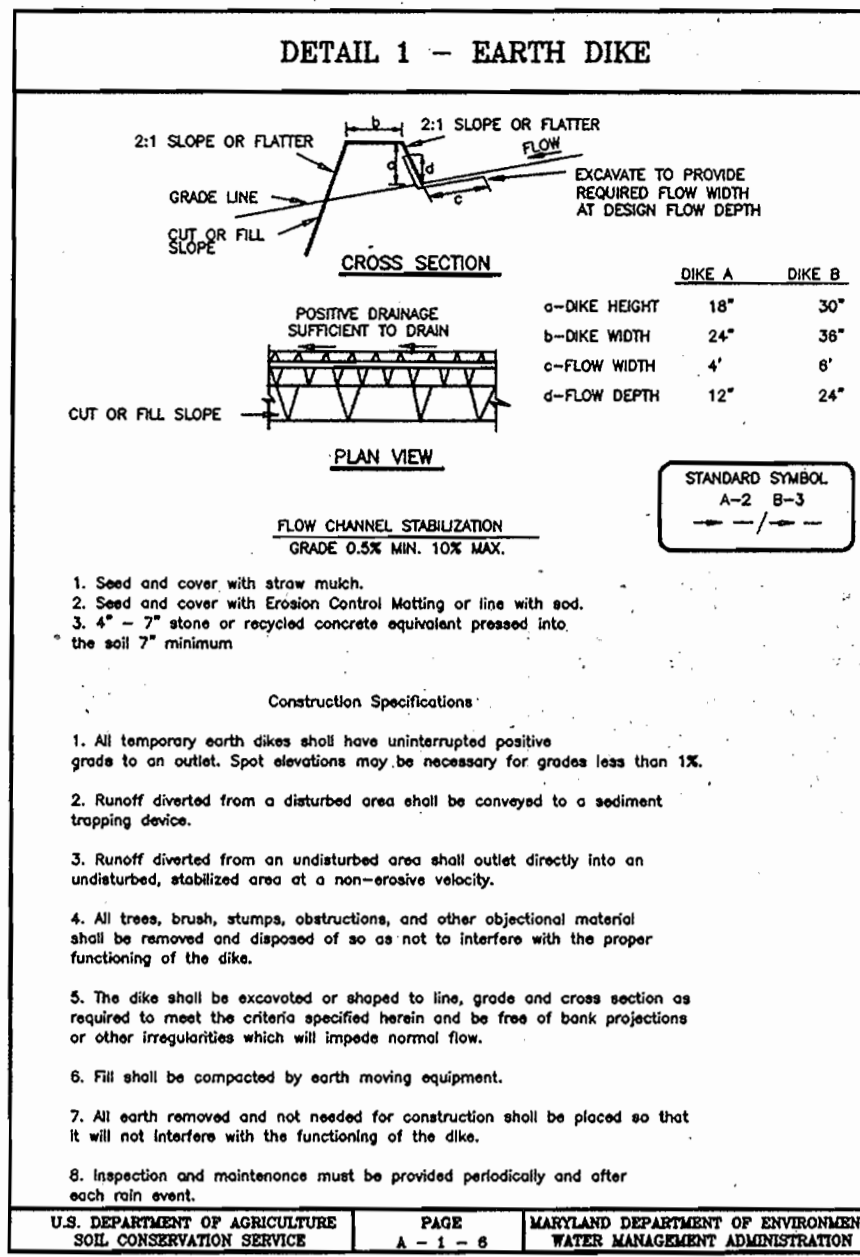 DETAIL 1 – EARTH DIKE
b
2:1 SLOPE OR FLATTER
2:1 SLOPE OR FLATTER
FLOW
a
d
c
EXCAVATE TO PROVIDE
REQUIRED FLOW WIDTH
AT DESIGN FLOW DEPTH
GRADE LINE
CUT OR FILL
SLOPE
CROSS SECTION
DIKE A DIKE B
a–DIKE HEIGHT 18" 30"
b–DIKE WIDTH 24" 36"
c–FLOW WIDTH 4' 6'
d–FLOW DEPTH 12" 24"
POSITIVE DRAINAGE
SUFFICIENT TO DRAIN
CUT OR FILL SLOPE
PLAN VIEW
STANDARD SYMBOL
A–2 B–3
FLOW CHANNEL STABILIZATION
GRADE 0.5% MIN. 10% MAX.
1. Seed and cover with straw mulch.
2. Seed and cover with Erosion Control Matting or line with sod.
3. 4" – 7" stone or recycled concrete equivalent pressed into
the soil 7" minimum
Construction Specifications
1. All temporary earth dikes shall have uninterrupted positive
grade to an outlet. Spot elevations may be necessary for grades less than 1%.
2. Runoff diverted from a disturbed area shall be conveyed to a sediment
trapping device.
3. Runoff diverted from an undisturbed area shall outlet directly into an
undisturbed, stabilized area at a non–erosive velocity.
4. All trees, brush, stumps, obstructions, and other objectional material
shall be removed and disposed of so as not to interfere with the proper
functioning of the dike.
5. The dike shall be excavated or shaped to line, grade and cross section as
required to meet the criteria specified herein and be free of bank projections
or other irregularities which will impede normal flow.
6. Fill shall be compacted by earth moving equipment.
7. All earth removed and not needed for construction shall be placed so that
it will not interfere with the functioning of the dike.
8. Inspection and maintenance must be provided periodically and after
each rain event.
U.S. DEPARTMENT OF AGRICULTURE
SOIL CONSERVATION SERVICE
PAGE
A – 1 – 6
MARYLAND DEPARTMENT OF ENVIRONMEN
WATER MANAGEMENT ADMINISTRATION